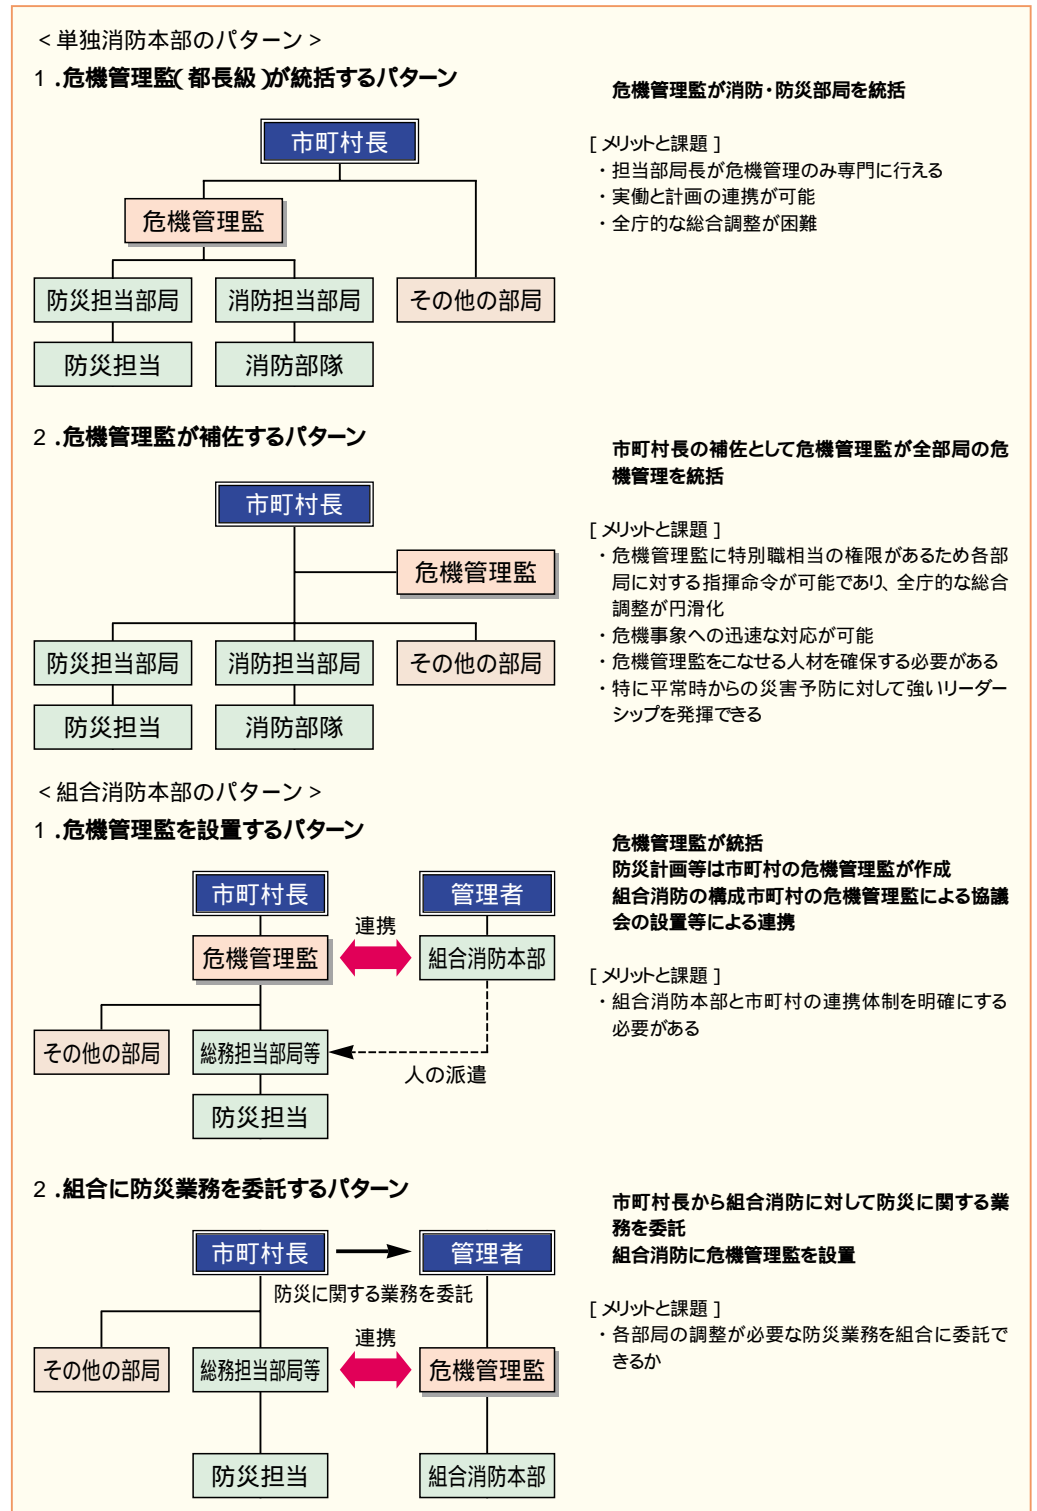 ＜単独消防本部のパターン＞
1．危機管理監（都長級）が統括するパターン
危機管理監が消防・防災部局を統括
[メリットと課題]
・担当部局長が危機管理のみ専門に行える
・実働と計画の連携が可能
・全庁的な総合調整が困難
市町村長
危機管理監
防災担当部局
消防担当部局
その他の部局
防災担当
消防部隊
2．危機管理監が補佐するパターン
市町村長の補佐として危機管理監が全部局の危
機管理を統括
[メリットと課題]
・危機管理監に特別職相当の権限があるため各部
局に対する指揮命令が可能であり、全庁的な総合
調整が円滑化
・危機事象への迅速な対応が可能
・危機管理監をこなせる人材を確保する必要がある
・特に平常時からの災害予防に対して強いリーダー
シップを発揮できる
市町村長
危機管理監
防災担当部局
消防担当部局
その他の部局
防災担当
消防部隊
＜組合消防本部のパターン＞
1．危機管理監を設置するパターン
危機管理監が統括
防災計画等は市町村の危機管理監が作成
組合消防の構成市町村の危機管理監による協議
会の設置等による連携
[メリットと課題]
・組合消防本部と市町村の連携体制を明確にする
必要がある
市町村長
管理者
連携
危機管理監
組合消防本部
その他の部局
総務担当部局等
人の派遣
防災担当
2．組合に防災業務を委託するパターン
市町村長から組合消防に対して防災に関する業
務を委託
組合消防に危機管理監を設置
[メリットと課題]
・各部局の調整が必要な防災業務を組合に委託で
きるか
市町村長
管理者
防災に関する業務を委託
連携
その他の部局
総務担当部局等
危機管理監
防災担当
組合消防本部